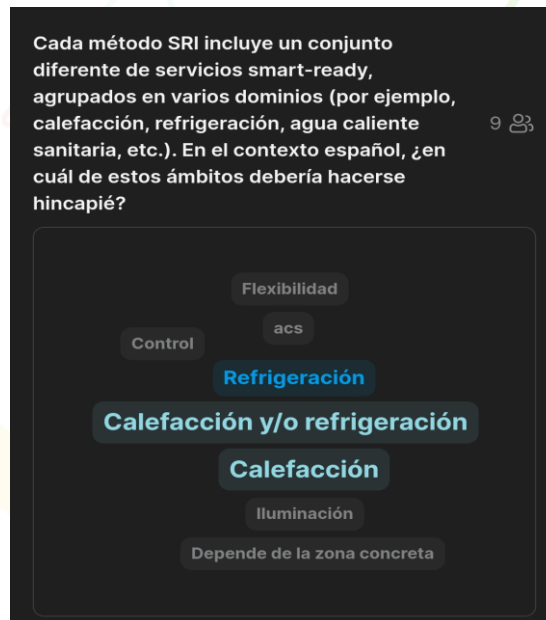 Cada método SRI incluye un conjunto
diferente de servicios smart-ready,
agrupados en varios dominios (por ejemplo,
calefacción, refrigeración, agua caliente
sanitaria, etc.). En el contexto español, ¿en
cuál de estos ámbitos debería hacerse
hincapié?
9
Flexibilidad
acs
Control
Refrigeración
Calefacción y/o refrigeración
Calefacción
Iluminación
Depende de la zona concreta